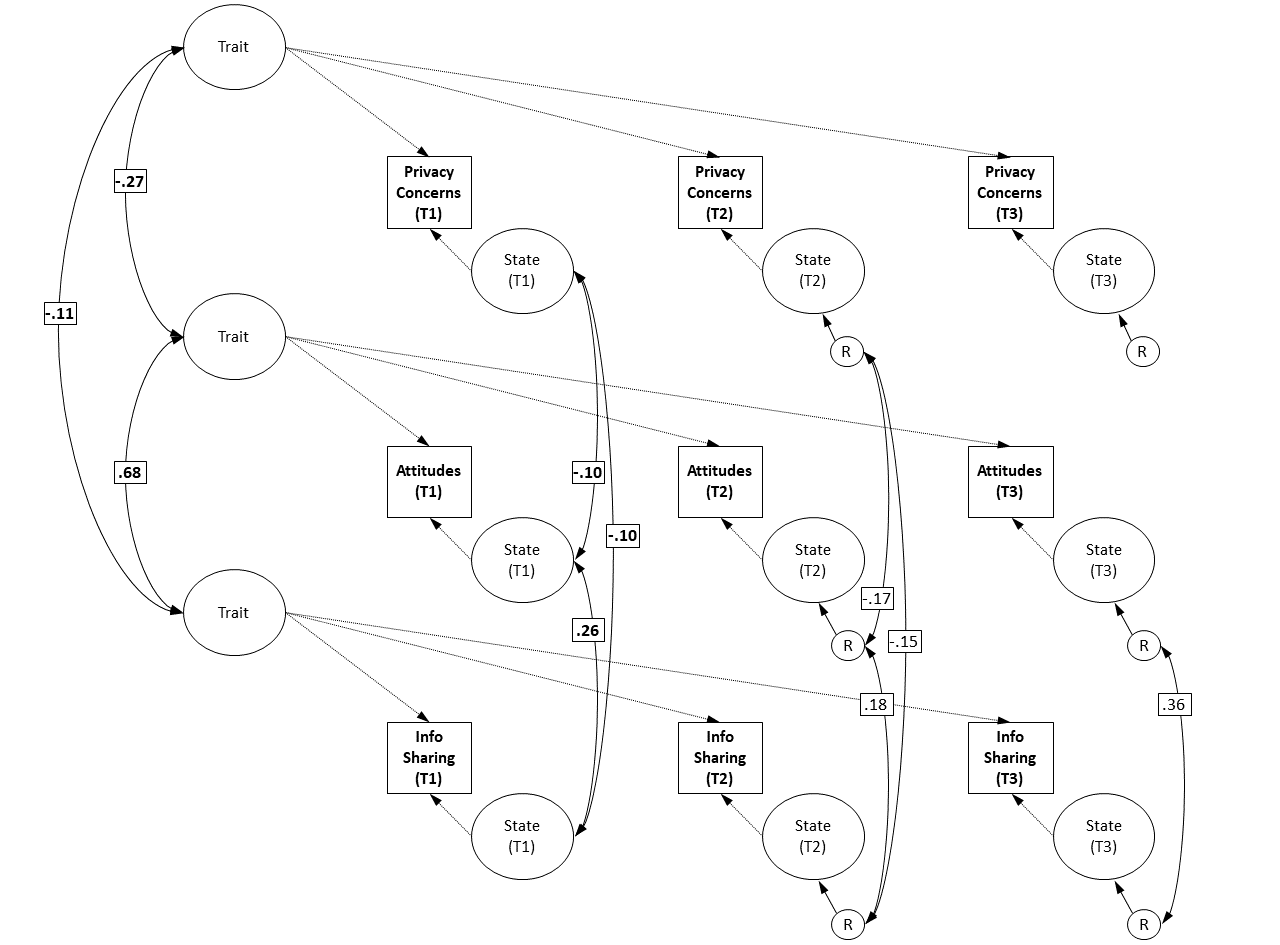 Trait
Privacy
Concerns
(T1)
Privacy
Concerns
(T2)
Privacy
Concerns
(T3)
-.27
State
(T1)
State
(T2)
State
(T3)
-.11
Trait
R
R
.68
Attitudes
(T1)
Attitudes
(T2)
Attitudes
(T3)
-.10
-.10
State
(T1)
State
(T2)
State
(T3)
-.17
Trait
.26
R
-.15
R
.18
.36
Info
Sharing
(T1)
Info
Sharing
(T2)
Info
Sharing
(T3)
State
(T1)
State
(T2)
State
(T3)
R
R